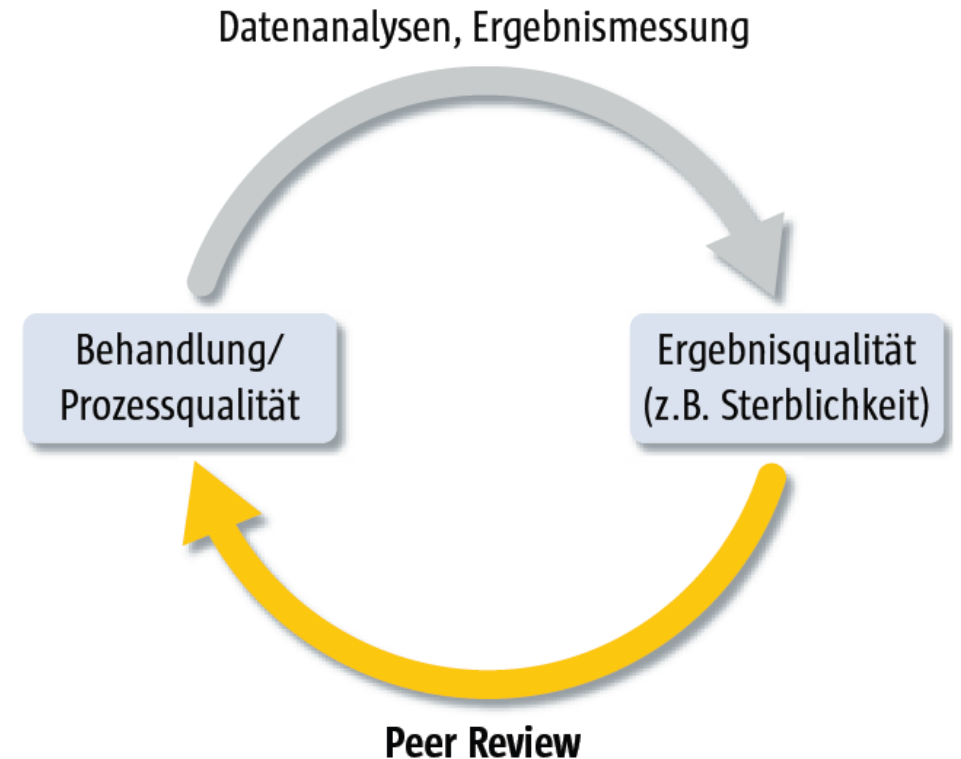 Datenanalysen, Ergebnismessung
Behandlung/
Prozessqualität
Ergebnisqualität
(z.B. Sterblichkeit)
Peer Review